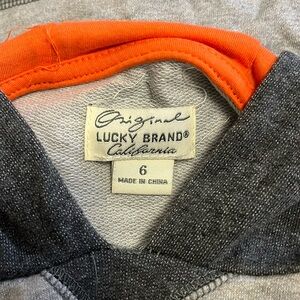 Original
LUCKY BRAND®
California
6
MADE IN CHINA